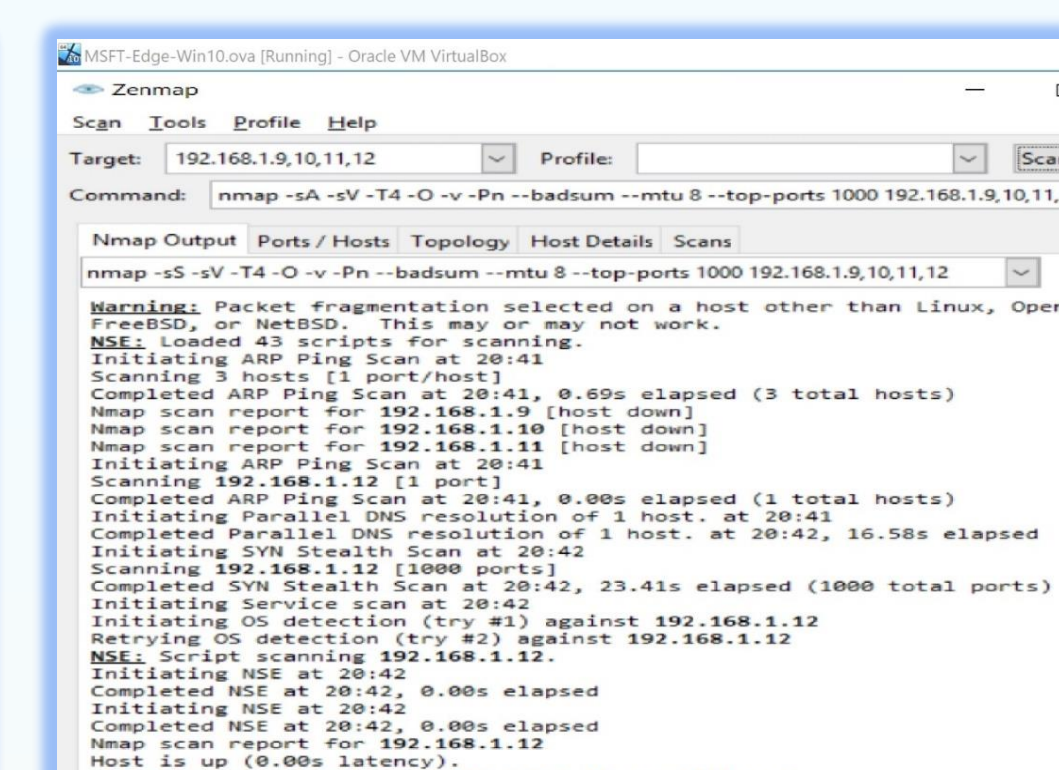 MSFT-Edge-Win10.ova [Running] - Oracle VM VirtualBox
Zenmap
Scan Tools Profile Help
Target: 192.168.1.9,10,11,12 Profile: Scan
Command: nmap -sA -sV -T4 -O -v -Pn --badsum --mtu 8 --top-ports 1000 192.168.1.9,10,11,
Nmap Output Ports / Hosts Topology Host Details Scans
nmap -sS -sV -T4 -O -v -Pn --badsum --mtu 8 --top-ports 1000 192.168.1.9,10,11,12
Warning: Packet fragmentation selected on a host other than Linux, Open
FreeBSD, or NetBSD. This may or may not work.
NSE: Loaded 43 scripts for scanning.
Initiating ARP Ping Scan at 20:41
Scanning 3 hosts [1 port/host]
Completed ARP Ping Scan at 20:41, 0.69s elapsed (3 total hosts)
Nmap scan report for 192.168.1.9 [host down]
Nmap scan report for 192.168.1.10 [host down]
Nmap scan report for 192.168.1.11 [host down]
Initiating ARP Ping Scan at 20:41
Scanning 192.168.1.12 [1 port]
Completed ARP Ping Scan at 20:41, 0.00s elapsed (1 total hosts)
Initiating Parallel DNS resolution of 1 host. at 20:41
Completed Parallel DNS resolution of 1 host. at 20:42, 16.58s elapsed
Initiating SYN Stealth Scan at 20:42
Scanning 192.168.1.12 [1000 ports]
Completed SYN Stealth Scan at 20:42, 23.41s elapsed (1000 total ports)
Initiating Service scan at 20:42
Initiating OS detection (try #1) against 192.168.1.12
Retrying OS detection (try #2) against 192.168.1.12
NSE: Script scanning 192.168.1.12.
Initiating NSE at 20:42
Completed NSE at 20:42, 0.00s elapsed
Initiating NSE at 20:42
Completed NSE at 20:42, 0.00s elapsed
Nmap scan report for 192.168.1.12
Host is up (0.00s latency).